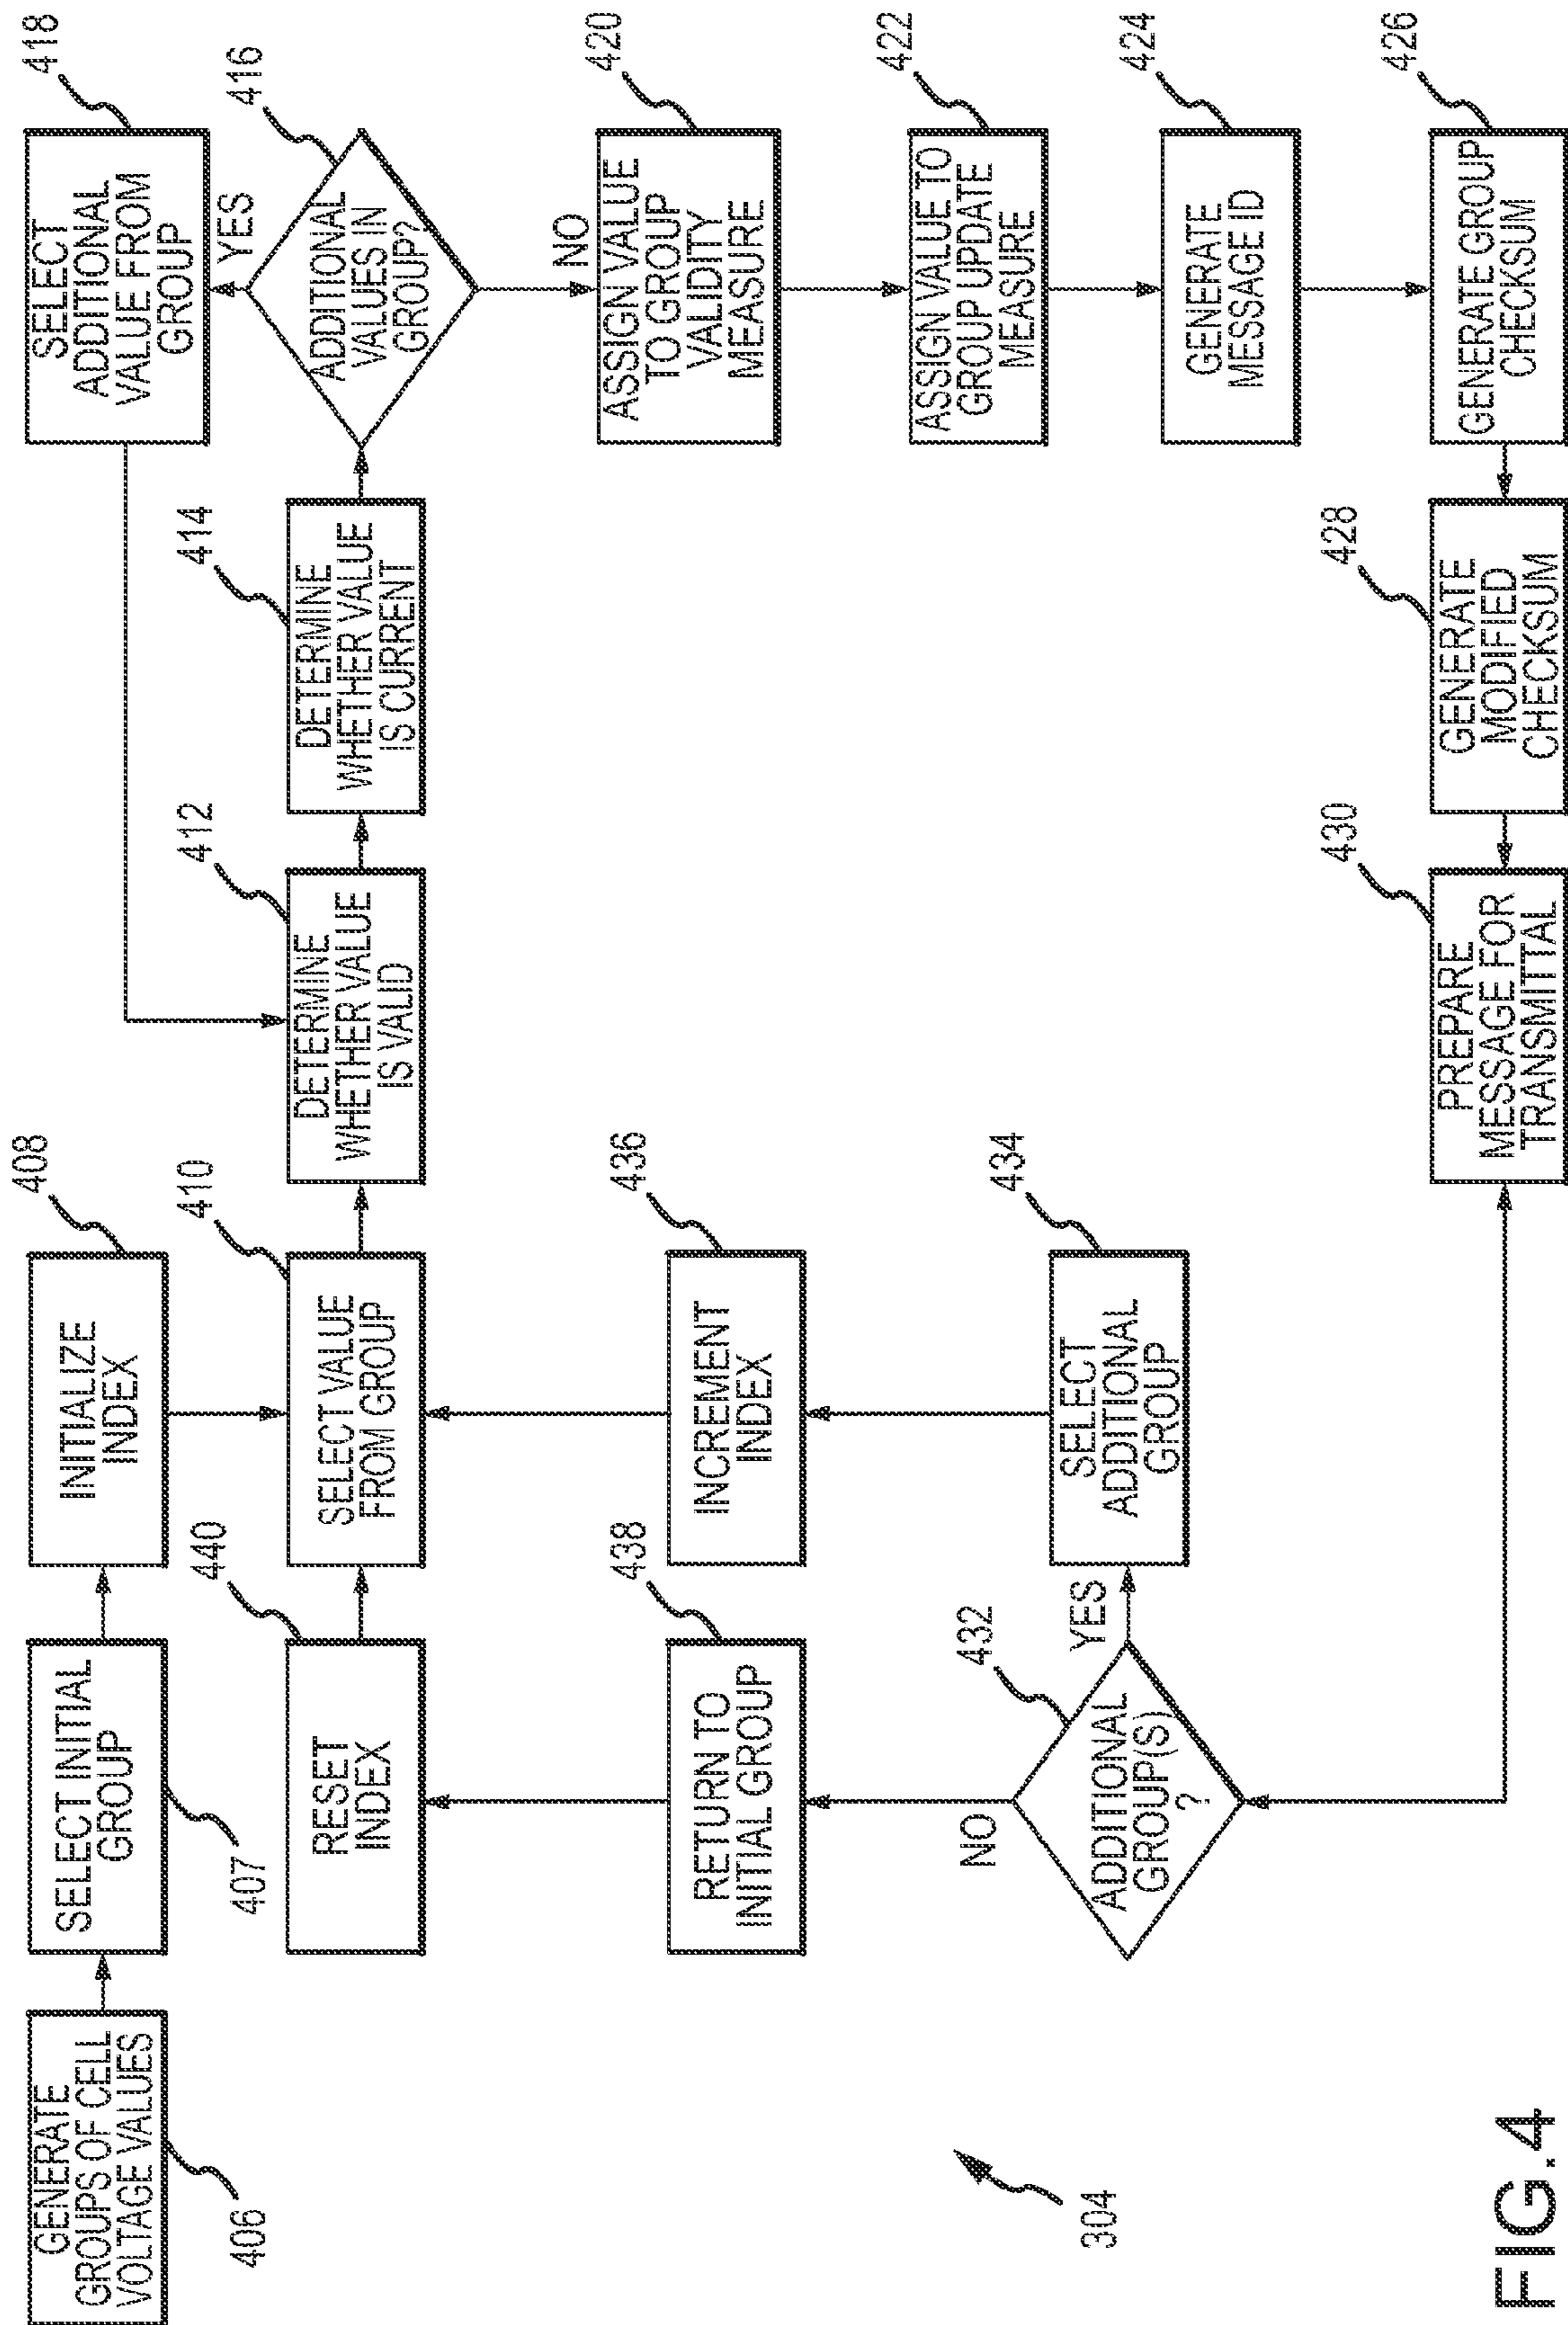 GENERATE
GROUPS OF CELL
VOLTAGE VALUES
406
SELECT INITIAL
GROUP
407
INITIALIZE
INDEX
408
RESET
INDEX
440
SELECT VALUE
FROM GROUP
410
DETERMINE
WHETHER VALUE
IS VALID
412
DETERMINE
WHETHER VALUE
IS CURRENT
414
ADDITIONAL
VALUES IN
GROUP?
416
YES
SELECT
ADDITIONAL
VALUE FROM
GROUP
418
NO
ASSIGN VALUE
TO GROUP
VALIDITY
MEASURE
420
ASSIGN VALUE TO
GROUP UPDATE
MEASURE
422
GENERATE
MESSAGE ID
424
GENERATE GROUP
CHECKSUM
426
GENERATE
MODIFIED
CHECKSUM
428
PREPARE
MESSAGE FOR
TRANSMITTAL
430
ADDITIONAL
GROUP(S)
?
432
YES
SELECT
ADDITIONAL
GROUP
434
INCREMENT
INDEX
436
NO
RETURN TO
INITIAL GROUP
438
304
FIG.4